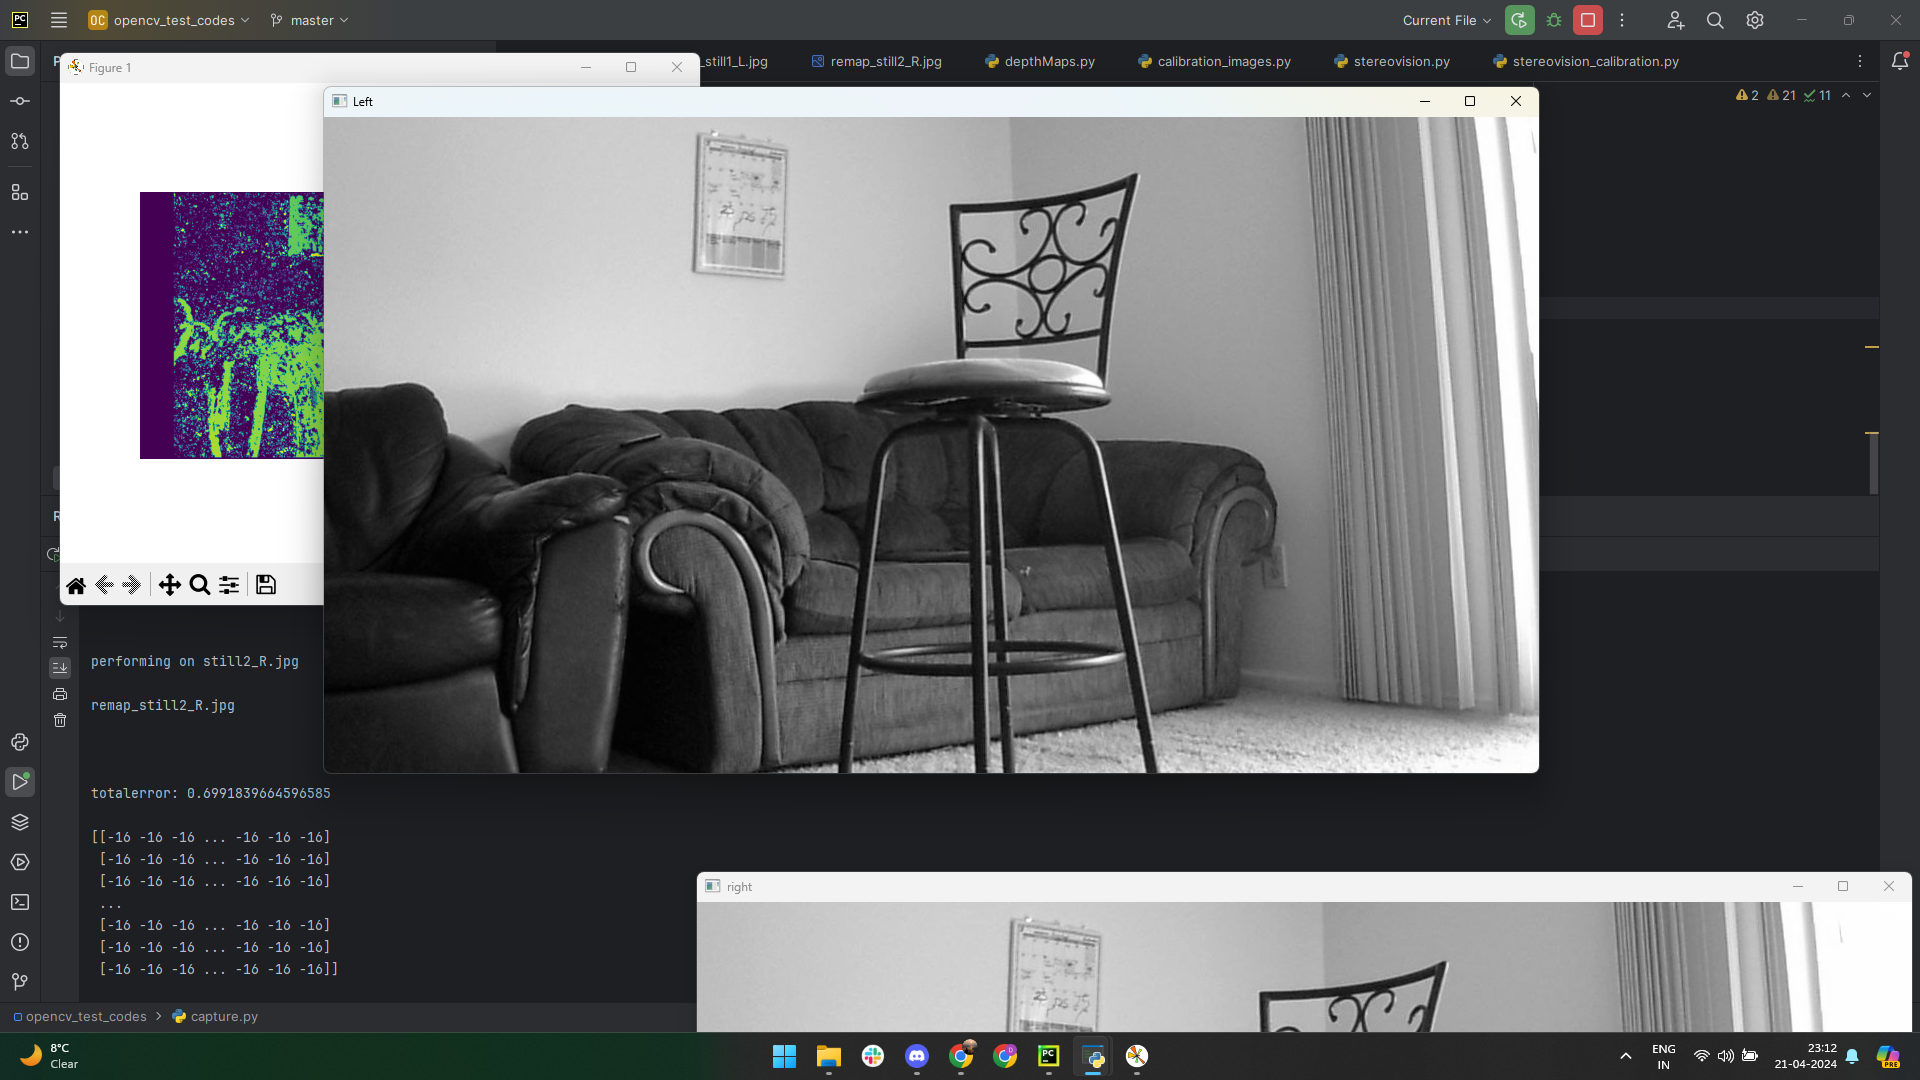 PC
OC opencv_test_codes
master
Current File
Figure 1
_still1_L.jpg
remap_still2_R.jpg
depthMaps.py
calibration_images.py
stereovision.py
stereovision_calibration.py
2 21 11
Left
performing on still2_R.jpg
remap_still2_R.jpg
totalerror: 0.6991839664596585
[[-16 -16 -16 ... -16 -16 -16]
[-16 -16 -16 ... -16 -16 -16]
[-16 -16 -16 ... -16 -16 -16]
...
[-16 -16 -16 ... -16 -16 -16]
[-16 -16 -16 ... -16 -16 -16]
[-16 -16 -16 ... -16 -16 -16]]
right
opencv_test_codes > capture.py
8°C
Clear
PC
ENG
IN
23:12
21-04-2024
PRE